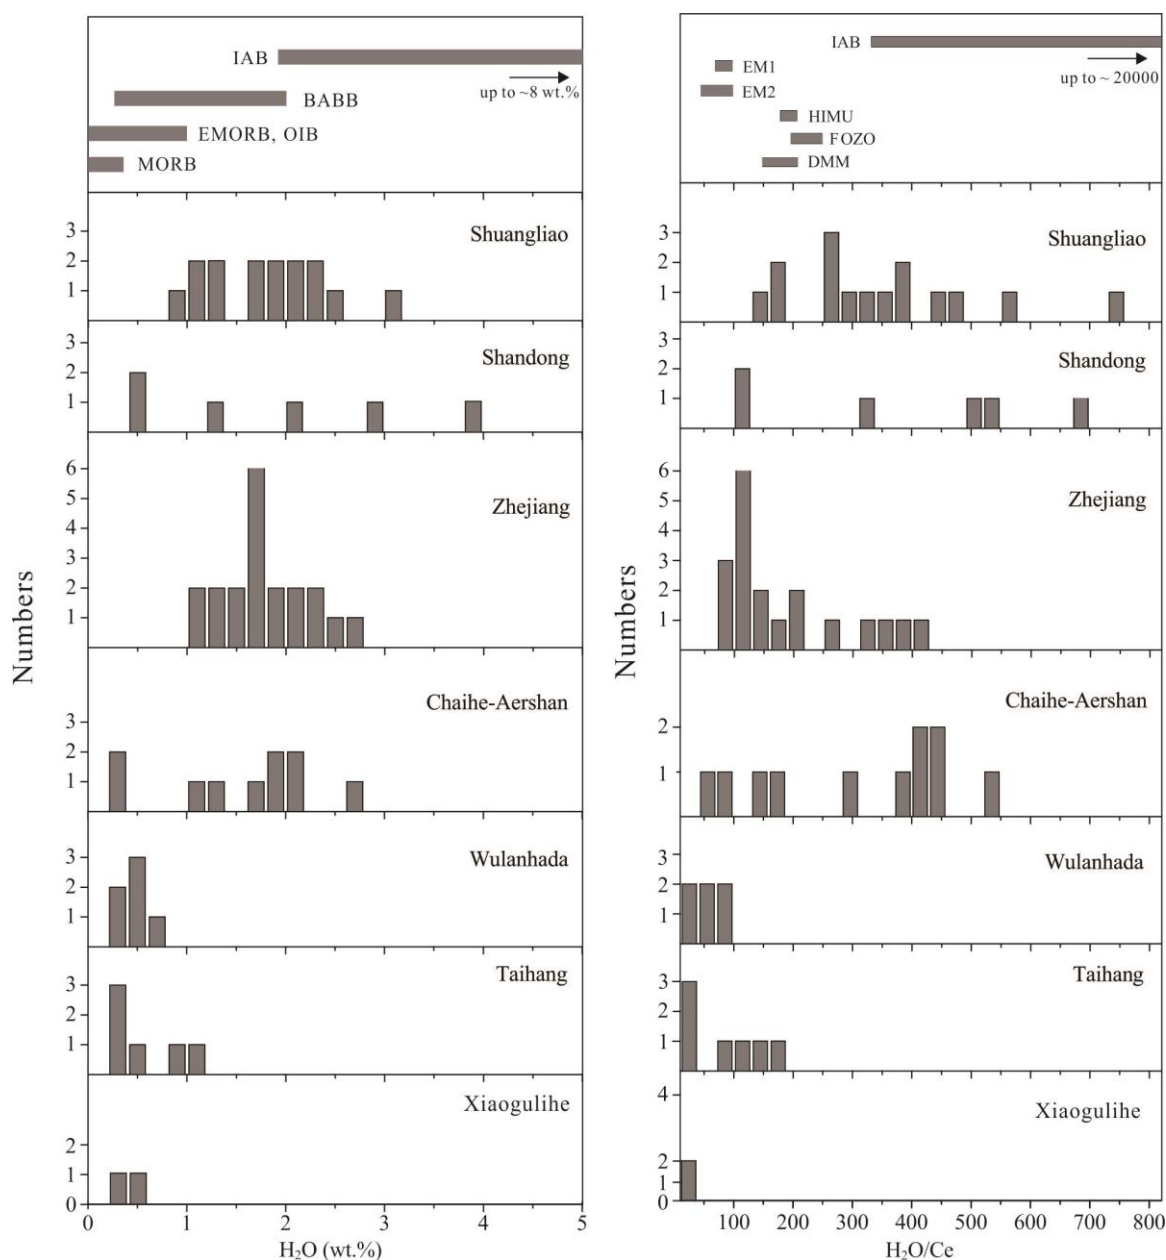 IAB
up to ~8 wt.%
BABB
EMORB, OIB
MORB
Shuangliao
3
2
1
Shandong
3
2
1
Zhejiang
6
5
4
3
2
1
Numbers
Chaihe-Aershan
3
2
1
Wulanhada
3
2
1
Taihang
3
2
1
Xiaogulihe
2
1
0
0 1 2 3 4 5
H₂O (wt.%)
IAB
up to ~ 20000
EM1
EM2
HIMU
FOZO
DMM
Shuangliao
3
2
1
Shandong
3
2
1
Zhejiang
6
5
4
3
2
1
Numbers
Chaihe-Aershan
2
1
Wulanhada
3
2
1
Taihang
3
2
1
Xiaogulihe
4
2
1
0
100 200 300 400 500 600 700 800
H₂O/Ce